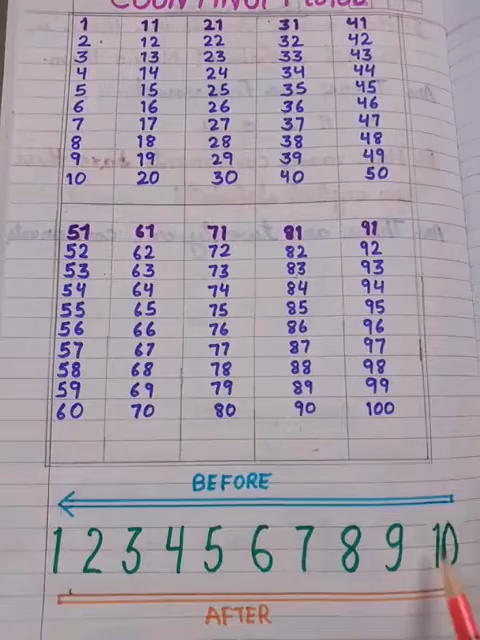 COUNTING 1 to 100
1 11 21 31 41
2 12 22 32 42
3 13 23 33 43
4 14 24 34 44
5 15 25 35 45
6 16 26 36 46
7 17 27 37 47
8 18 28 38 48
9 19 29 39 49
10 20 30 40 50
51 61 71 81 91
52 62 72 82 92
53 63 73 83 93
54 64 74 84 94
55 65 75 85 95
56 66 76 86 96
57 67 77 87 97
58 68 78 88 98
59 69 79 89 99
60 70 80 90 100
BEFORE
1 2 3 4 5 6 7 8 9 10
AFTER